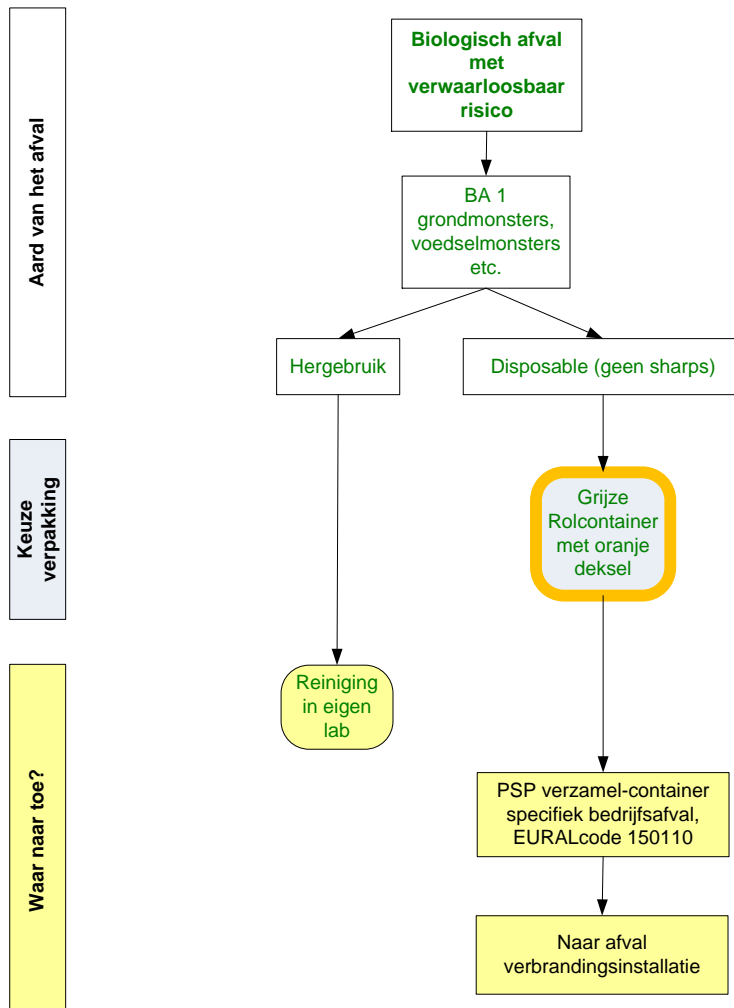 Aard van het afval
Biologisch afval
met
verwaarloosbaar
risico
BA 1
grondmonsters,
voedselmonsters
etc.
Hergebruik
Disposable (geen sharps)
Keuze
verpakking
Grijze
Rolcontainer
met oranje
deksel
Waar naar toe?
Reiniging
in eigen
lab
PSP verzamel-container
specifiek bedrijfsafval,
EURALcode 150110
Naar afval
verbrandingsinstallatie